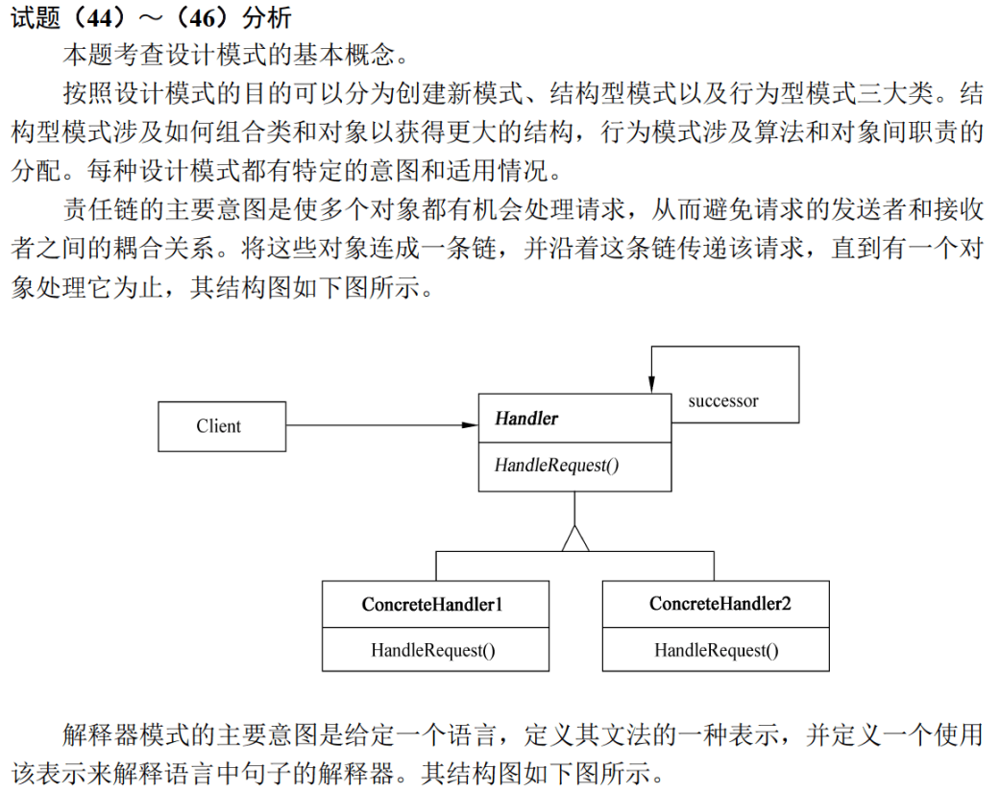 试题（44）～（46）分析
本题考查设计模式的基本概念。
按照设计模式的目的可以分为创建新模式、结构型模式以及行为型模式三大类。结
构型模式涉及如何组合类和对象以获得更大的结构，行为模式涉及算法和对象间职责的
分配。每种设计模式都有特定的意图和适用情况。
责任链的主要意图是使多个对象都有机会处理请求，从而避免请求的发送者和接收
者之间的耦合关系。将这些对象连成一条链，并沿着这条链传递该请求，直到有一个对
象处理它为止，其结构图如下图所示。
successor
Client
Handler
HandleRequest()
ConcreteHandler1
ConcreteHandler2
HandleRequest()
HandleRequest()
解释器模式的主要意图是给定一个语言，定义其文法的一种表示，并定义一个使用
该表示来解释语言中句子的解释器。其结构图如下图所示。